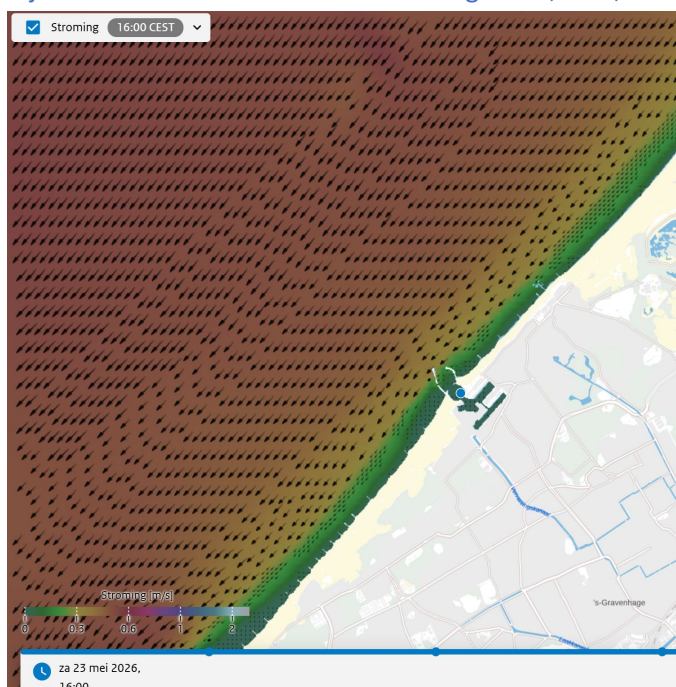 Stroming 16:00 CEST
Stroming [m/s]
0 0.3 0.6 1 2
's-Gravenhage
za 23 mei 2026,
16:00